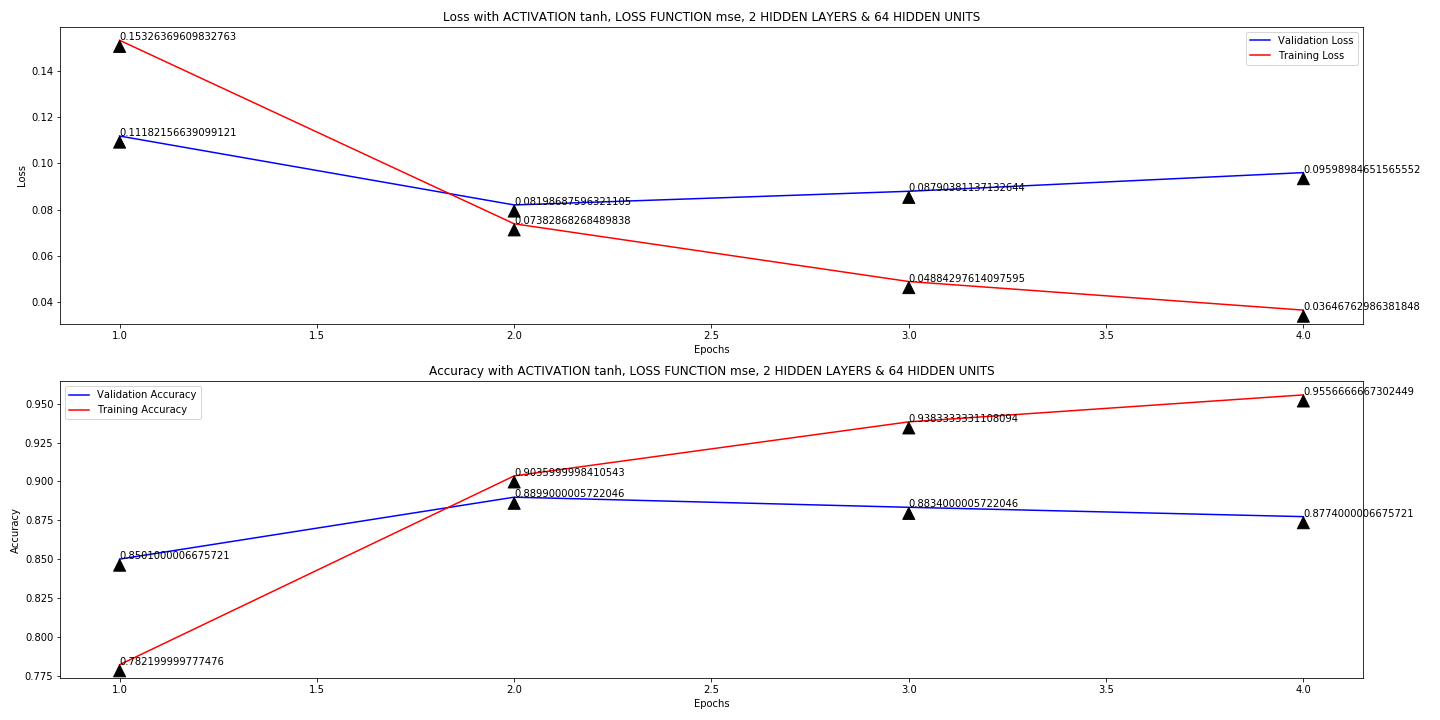 Loss with ACTIVATION tanh, LOSS FUNCTION mse, 2 HIDDEN LAYERS & 64 HIDDEN UNITS
0.15326369609832763
Validation Loss
Training Loss
0.14
0.12
0.11182156639099121
0.10
0.09598984651565552
0.08790381137132644
0.08198687596321105
0.08
0.07382868268489838
0.06
0.04884297614097595
0.04
0.03646762986381848
Loss
1.0 1.5 2.0 2.5 3.0 3.5 4.0
Epochs
Accuracy with ACTIVATION tanh, LOSS FUNCTION mse, 2 HIDDEN LAYERS & 64 HIDDEN UNITS
Validation Accuracy
Training Accuracy
0.9556666667302449
0.950
0.9383333331108094
0.925
0.9035999998410543
0.900
0.8899000005722046
0.8834000005722046
0.8774000006675721
0.875
0.8501000006675721
0.850
0.825
0.800
0.782199999777476
0.775
Accuracy
1.0 1.5 2.0 2.5 3.0 3.5 4.0
Epochs